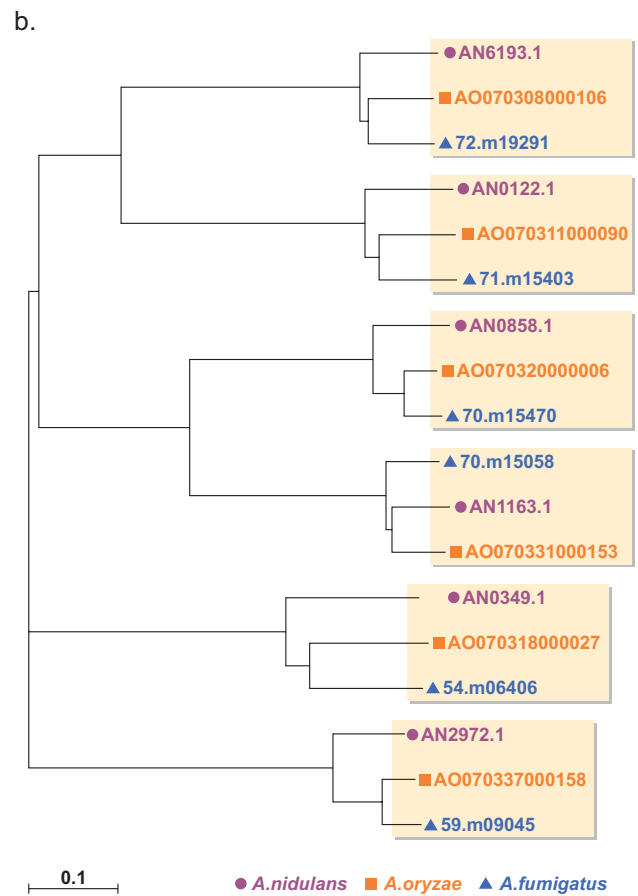 b.
AN6193.1
AO070308000106
72.m19291
AN0122.1
AO070311000090
71.m15403
AN0858.1
AO070320000006
70.m15470
70.m15058
AN1163.1
AO070331000153
AN0349.1
AO070318000027
54.m06406
AN2972.1
AO070337000158
59.m09045
0.1 A.nidulans A.oryzae A.fumigatus